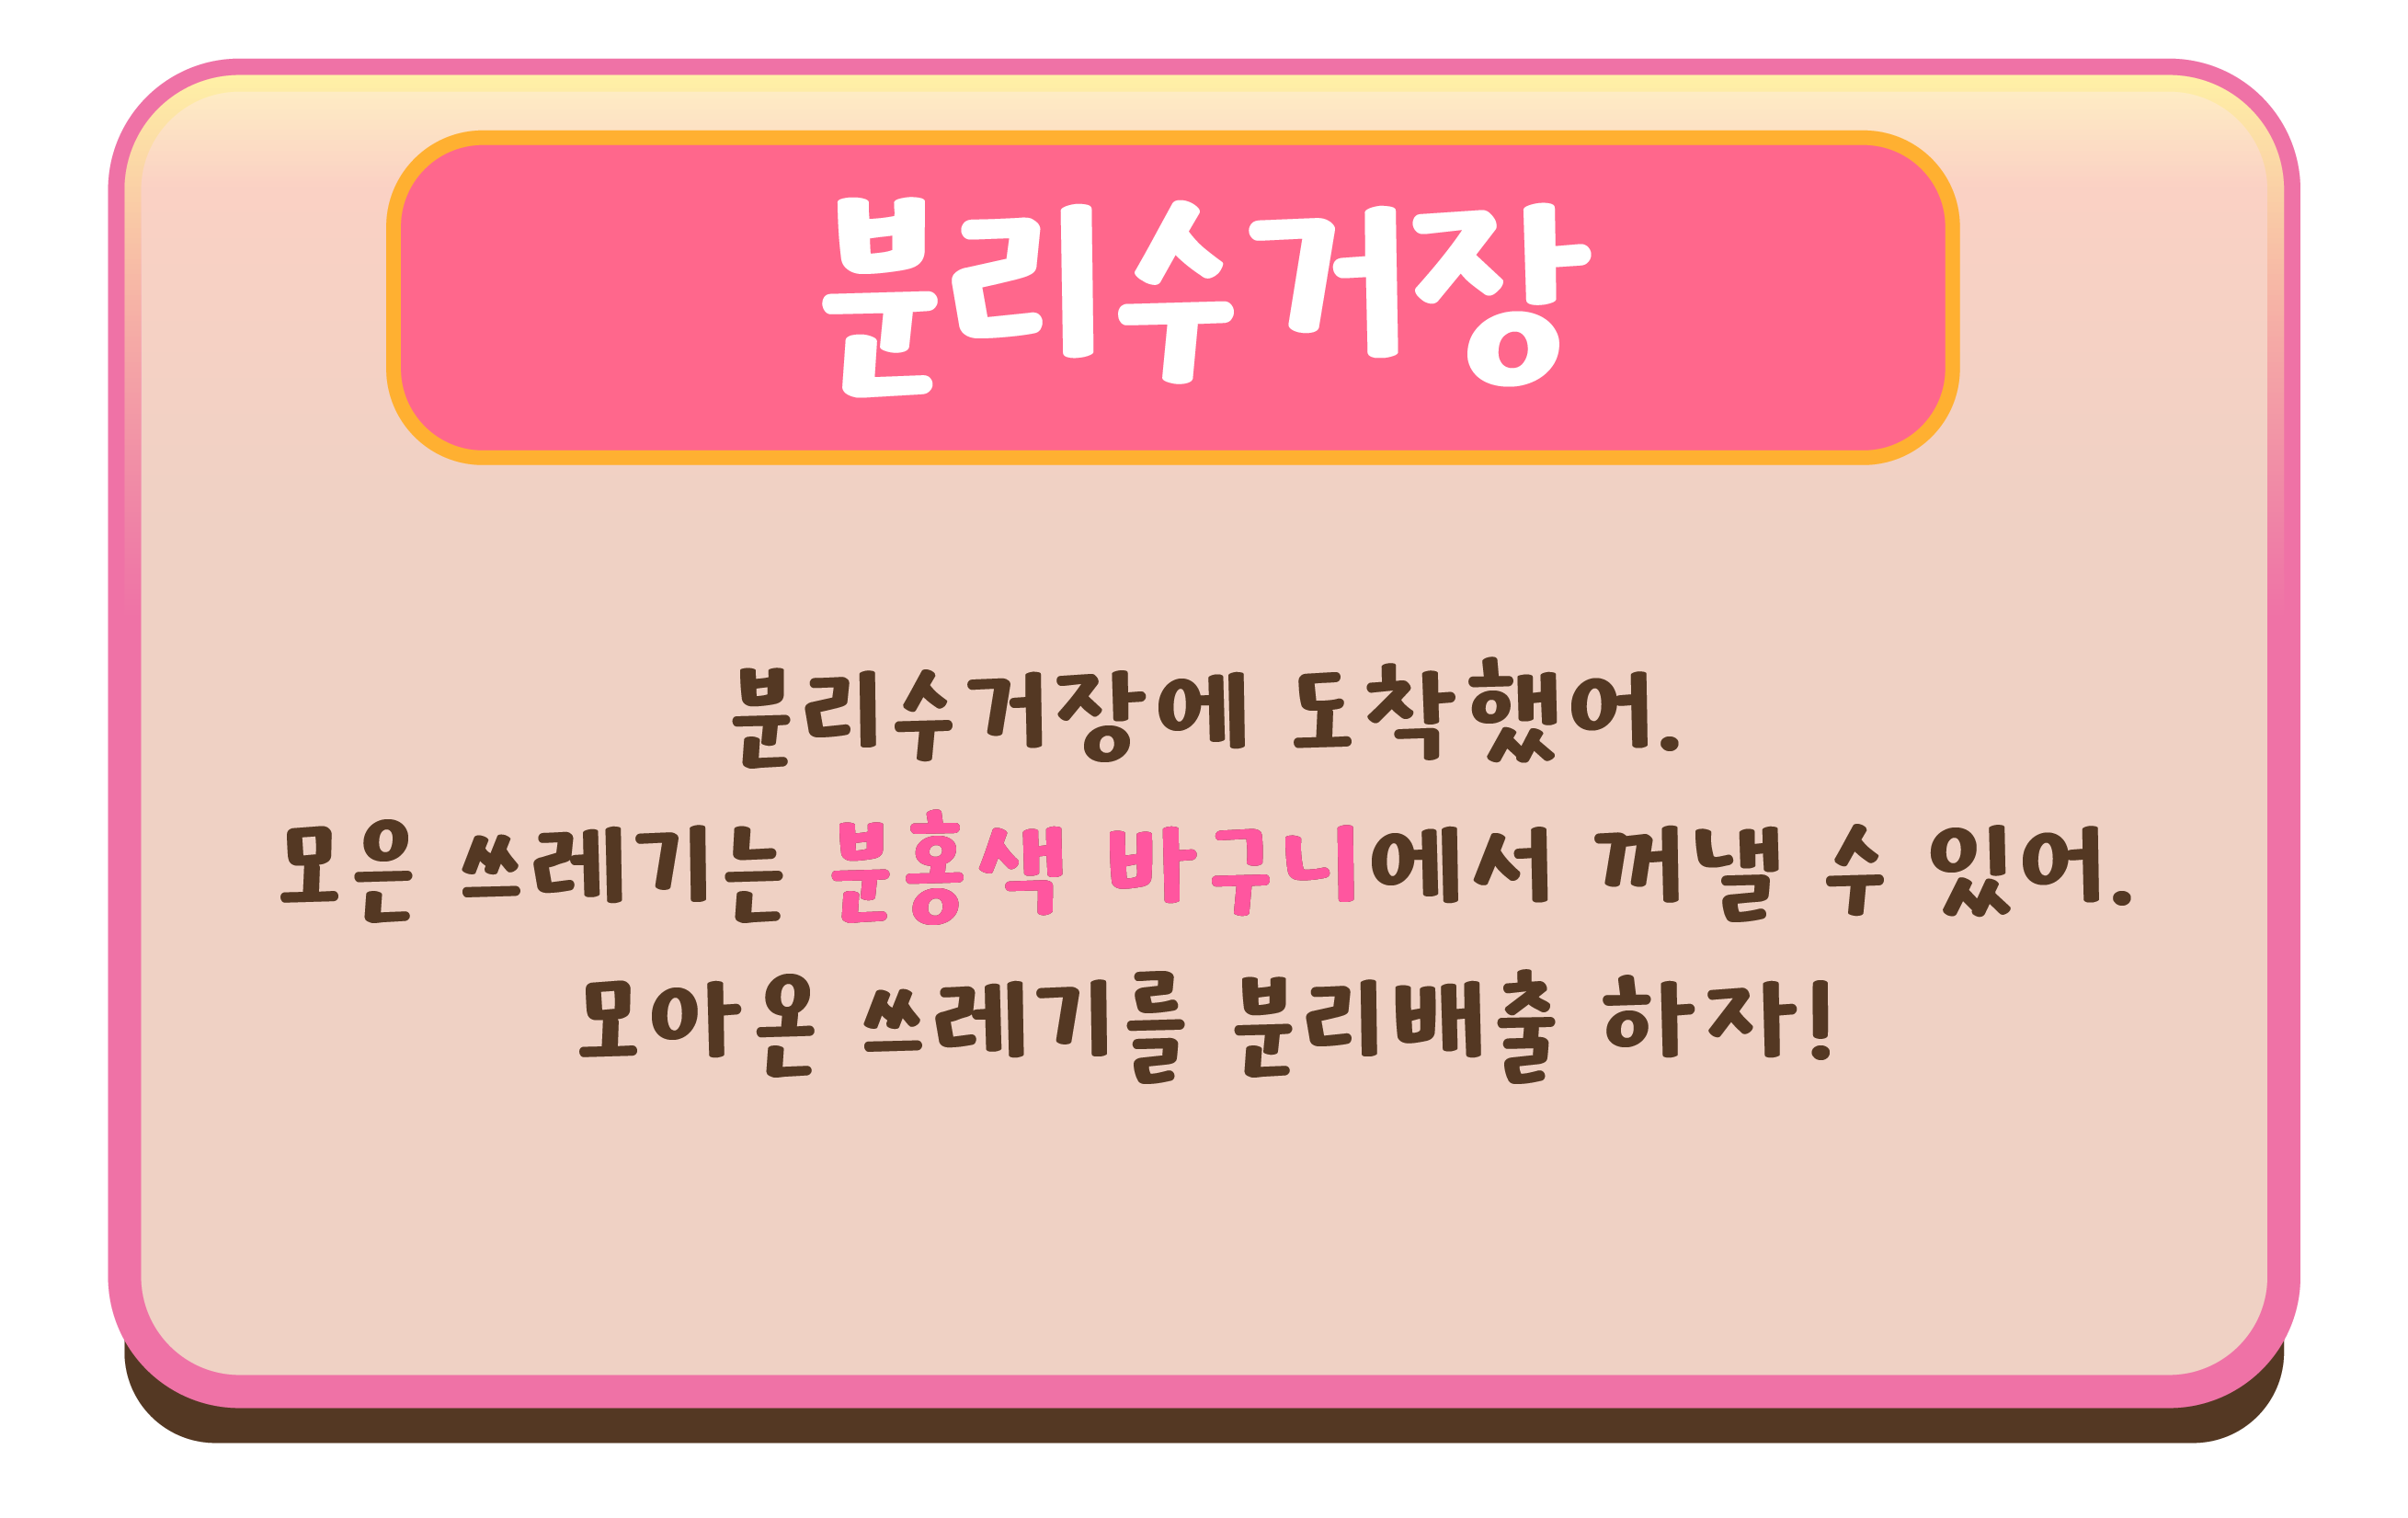 분리수거장
분리수거장에 도착했어.
모은 쓰레기는 분홍색 바구니에서 꺼낼 수 있어.
모아온 쓰레기를 분리배출 하자!